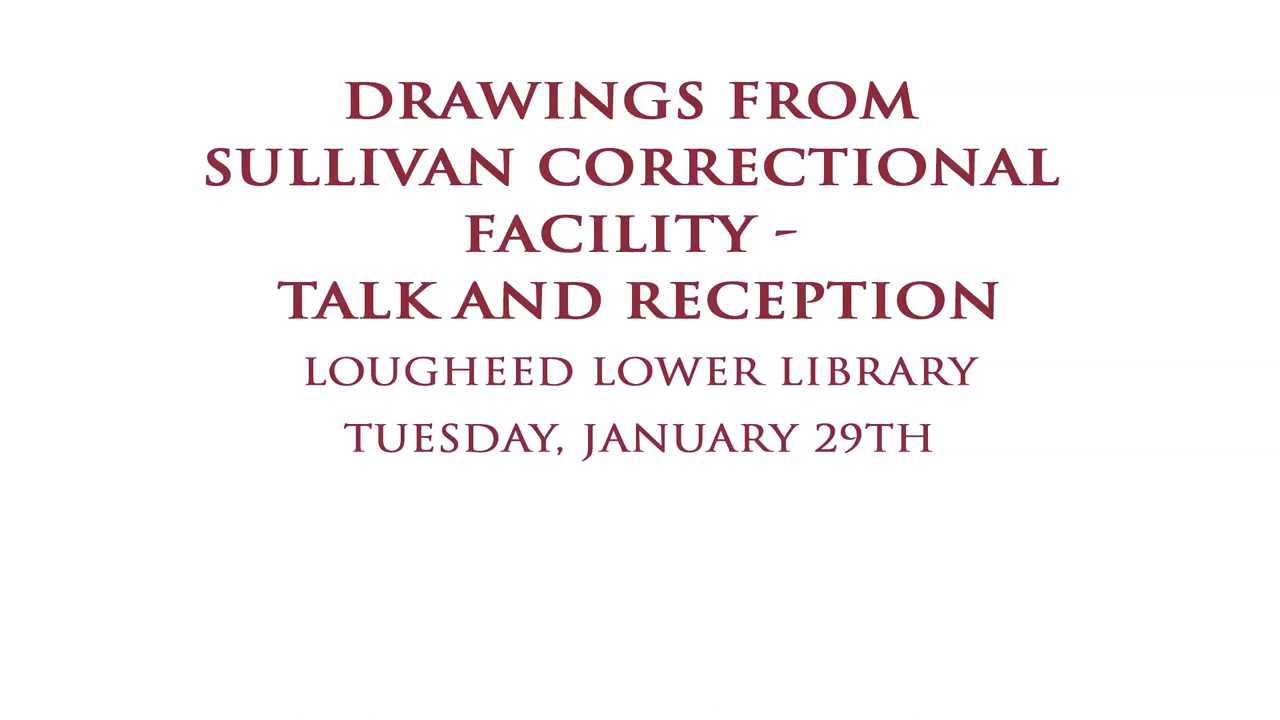 DRAWINGS FROM
SULLIVAN CORRECTIONAL
FACILITY -
TALK AND RECEPTION
LOUGHEED LOWER LIBRARY
TUESDAY, JANUARY 29TH